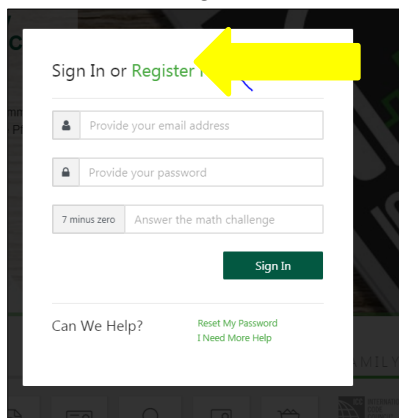 Sign In or Register
Provide your email address
Provide your password
7 minus zero Answer the math challenge
Sign In
Can We Help?
Reset My Password
I Need More Help
AMILY